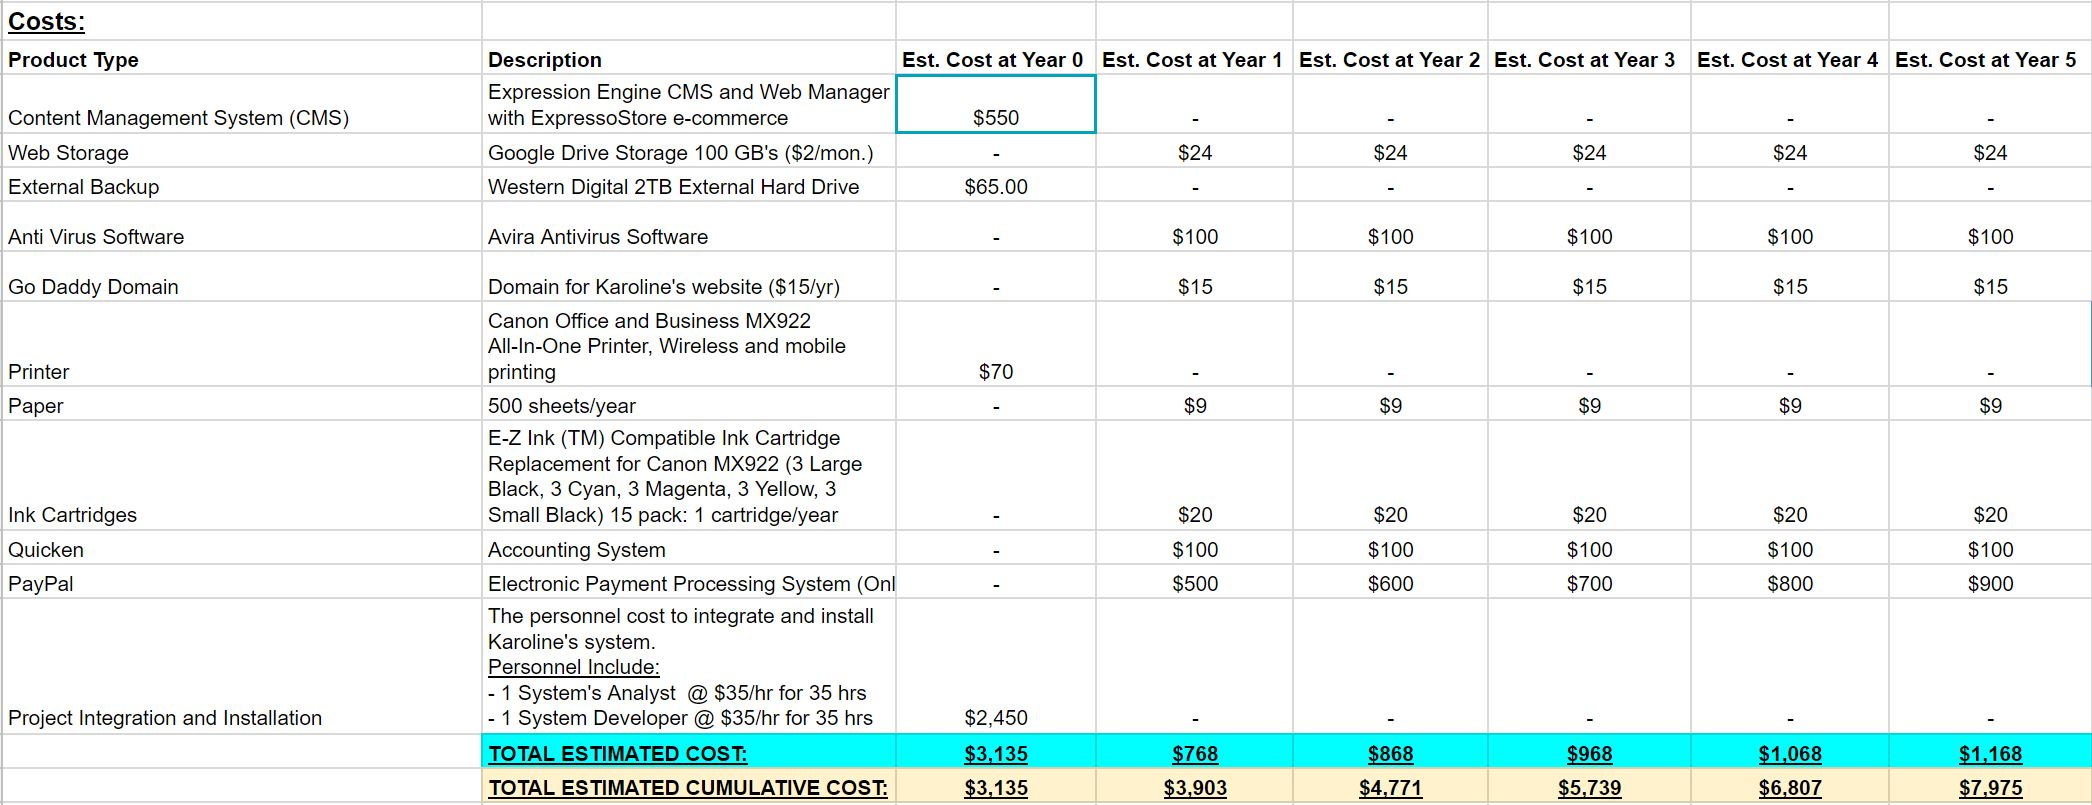 Costs:
Product Type Description Est. Cost at Year 0 Est. Cost at Year 1 Est. Cost at Year 2 Est. Cost at Year 3 Est. Cost at Year 4 Est. Cost at Year 5
Expression Engine CMS and Web Manager
Content Management System (CMS) with ExpressoStore e-commerce $550 - - - - -
Web Storage Google Drive Storage 100 GB's ($2/mon.) - $24 $24 $24 $24 $24
External Backup Western Digital 2TB External Hard Drive $65.00 - - - - -
Anti Virus Software Avira Antivirus Software - $100 $100 $100 $100 $100
Go Daddy Domain Domain for Karoline's website ($15/yr) - $15 $15 $15 $15 $15
Canon Office and Business MX922
All-In-One Printer, Wireless and mobile
Printer printing $70 - - - - -
Paper 500 sheets/year - $9 $9 $9 $9 $9
E-Z Ink (TM) Compatible Ink Cartridge
Replacement for Canon MX922 (3 Large
Black, 3 Cyan, 3 Magenta, 3 Yellow, 3
Ink Cartridges Small Black) 15 pack: 1 cartridge/year - $20 $20 $20 $20 $20
Quicken Accounting System - $100 $100 $100 $100 $100
PayPal Electronic Payment Processing System (Onl - $500 $600 $700 $800 $900
The personnel cost to integrate and install
Karoline's system.
Personnel Include:
- 1 System's Analyst @ $35/hr for 35 hrs
Project Integration and Installation - 1 System Developer @ $35/hr for 35 hrs $2,450 - - - - -
TOTAL ESTIMATED COST: $3,135 $768 $868 $968 $1,068 $1,168
TOTAL ESTIMATED CUMULATIVE COST: $3,135 $3,903 $4,771 $5,739 $6,807 $7,975